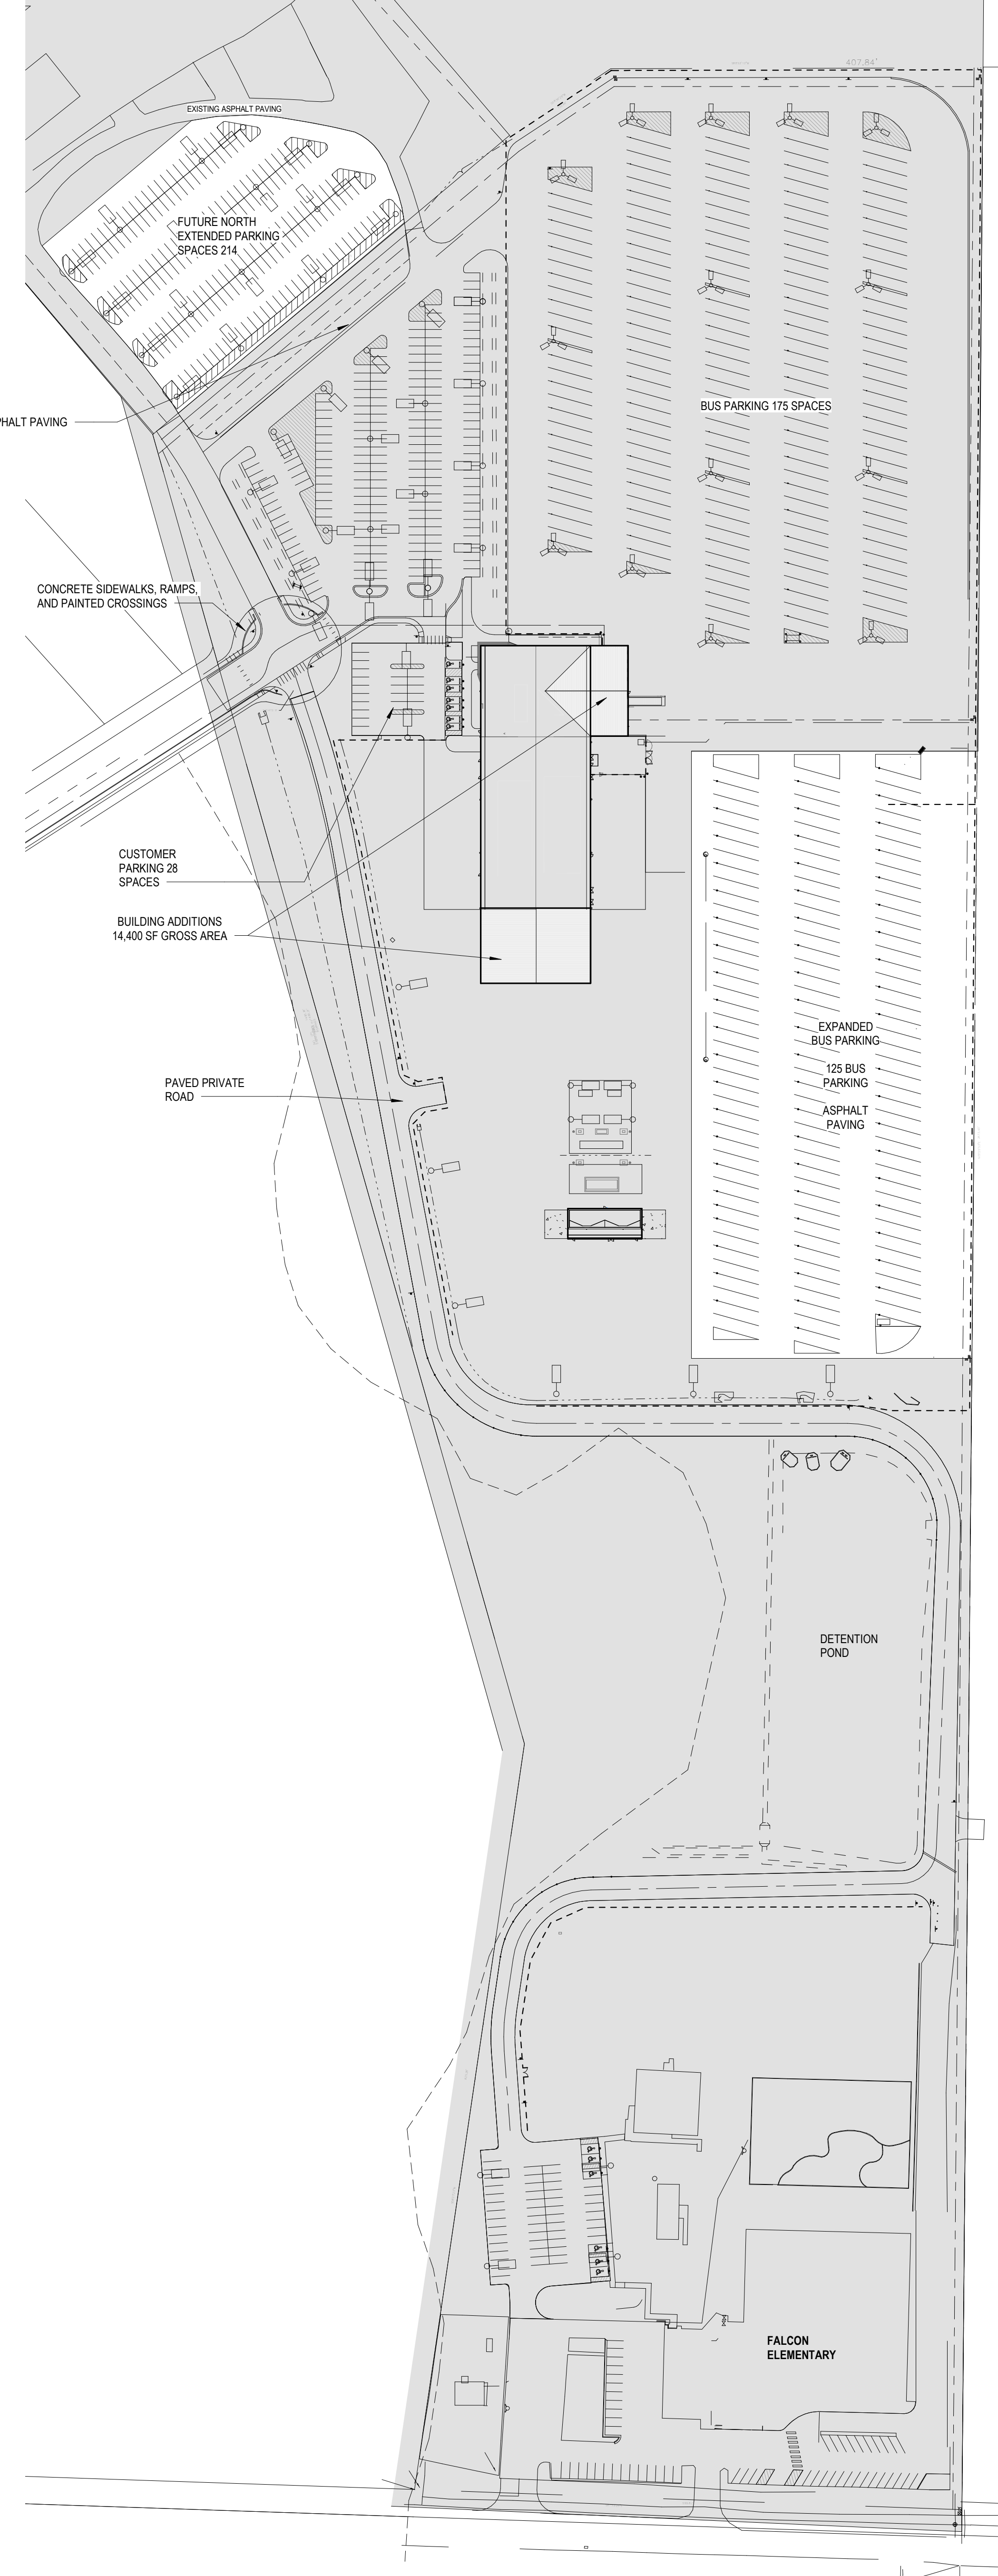 407.84'
EXISTING ASPHALT PAVING
FUTURE NORTH
EXTENDED PARKING
SPACES 214
BUS PARKING 175 SPACES
PHALT PAVING
CONCRETE SIDEWALKS, RAMPS,
AND PAINTED CROSSINGS
CUSTOMER
PARKING 28
SPACES
BUILDING ADDITIONS
14,400 SF GROSS AREA
EXPANDED
BUS PARKING
125 BUS
PARKING
ASPHALT
PAVING
PAVED PRIVATE
ROAD
DETENTION
POND
FALCON
ELEMENTARY